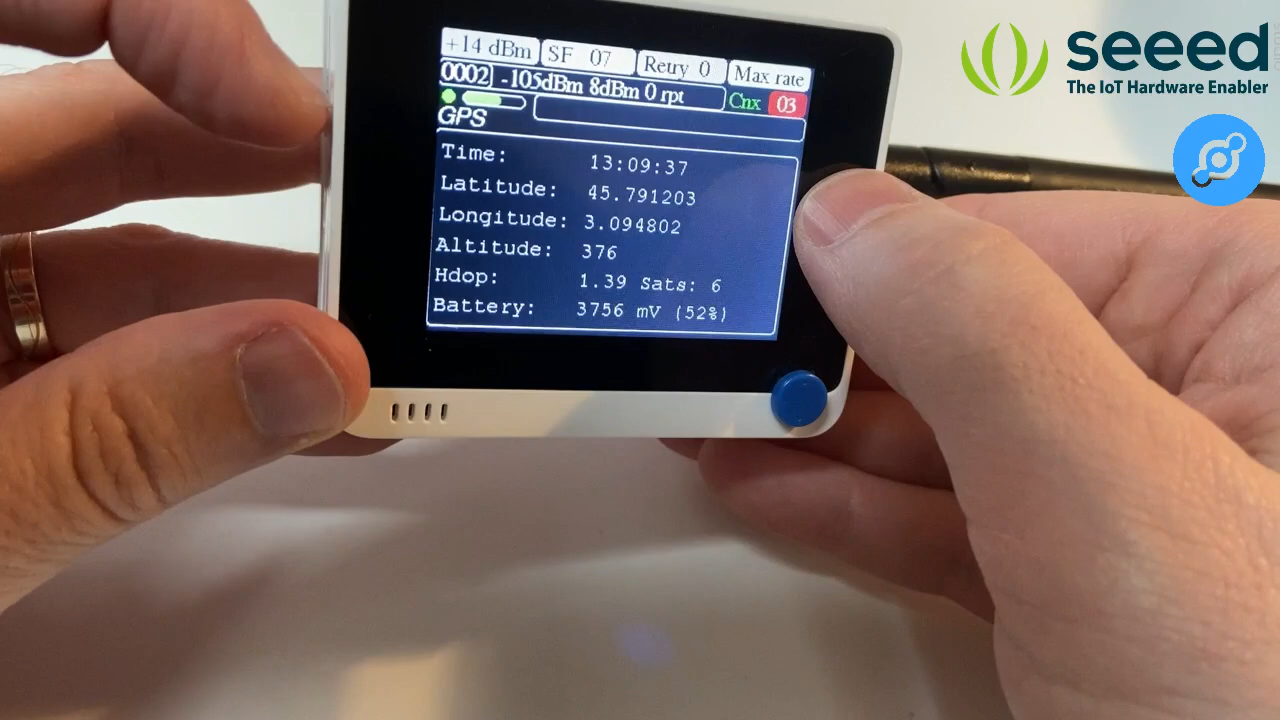 +14 dBm SF 07 Retry 0 Max rate
0002 -105dBm 8dBm 0 rpt Cnx 03
GPS
Time: 13:09:37
Latitude: 45.791203
Longitude: 3.094802
Altitude: 376
Hdop: 1.39 Sats: 6
Battery: 3756 mV (52%)
seeed
The IoT Hardware Enabler